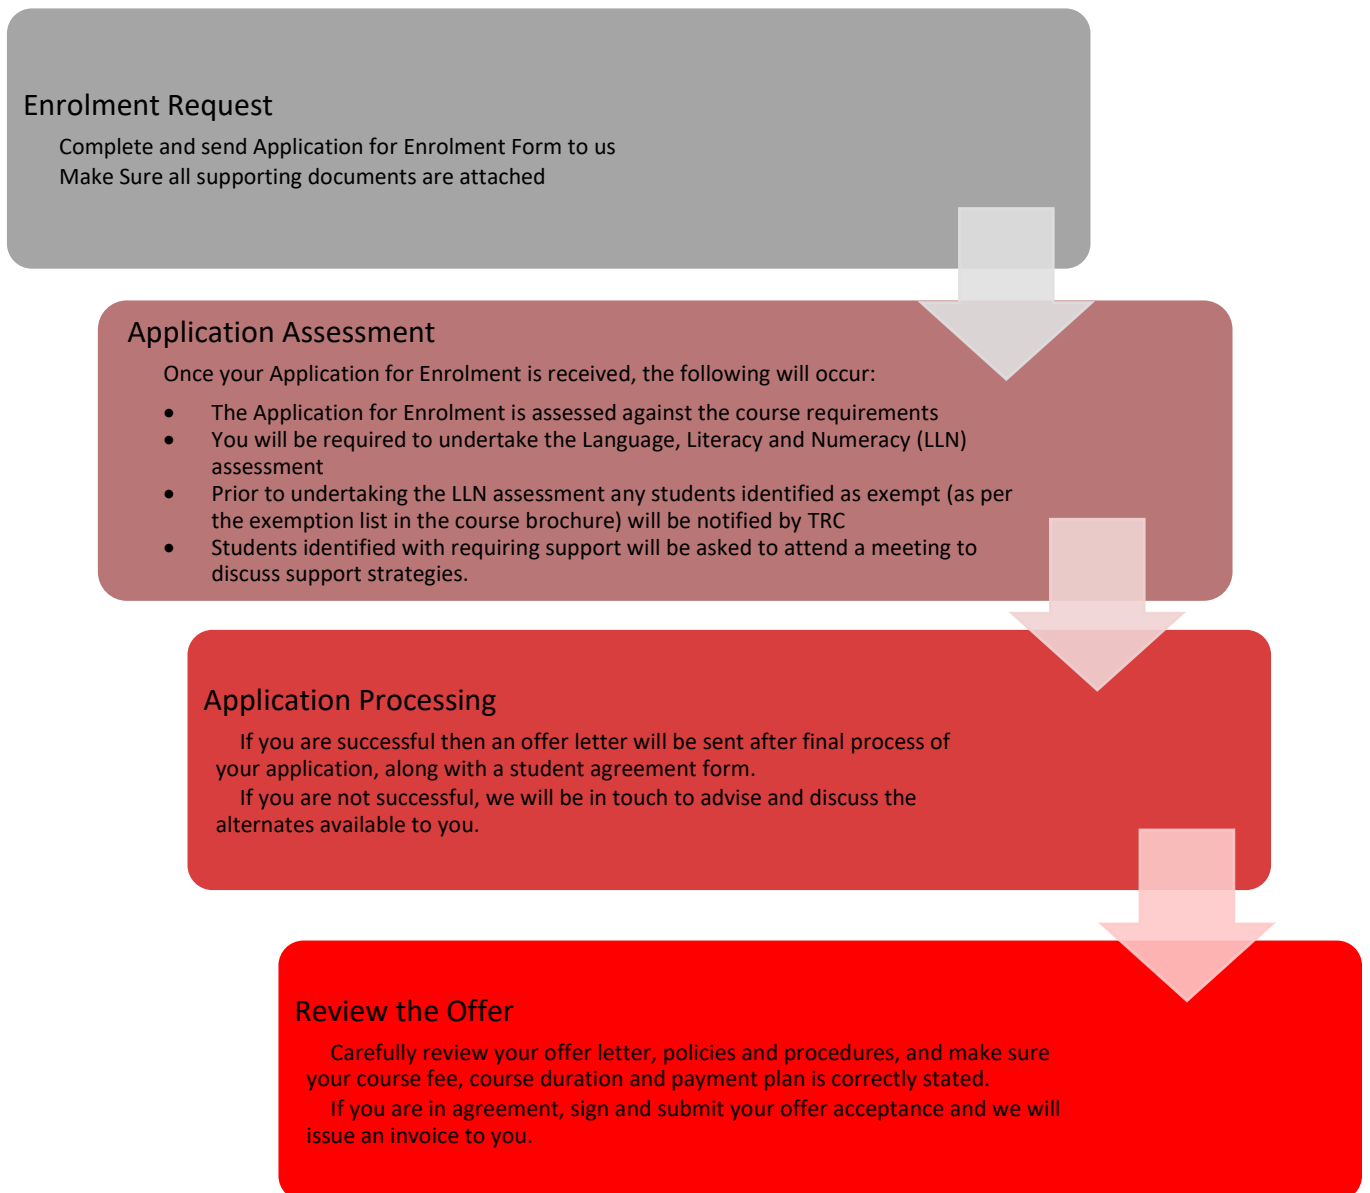 Enrolment Request
Complete and send Application for Enrolment Form to us
Make Sure all supporting documents are attached
Application Assessment
Once your Application for Enrolment is received, the following will occur:
• The Application for Enrolment is assessed against the course requirements
• You will be required to undertake the Language, Literacy and Numeracy (LLN)
assessment
• Prior to undertaking the LLN assessment any students identified as exempt (as per
the exemption list in the course brochure) will be notified by TRC
• Students identified with requiring support will be asked to attend a meeting to
discuss support strategies.
Application Processing
If you are successful then an offer letter will be sent after final process of
your application, along with a student agreement form.
If you are not successful, we will be in touch to advise and discuss the
alternates available to you.
Review the Offer
Carefully review your offer letter, policies and procedures, and make sure
your course fee, course duration and payment plan is correctly stated.
If you are in agreement, sign and submit your offer acceptance and we will
issue an invoice to you.